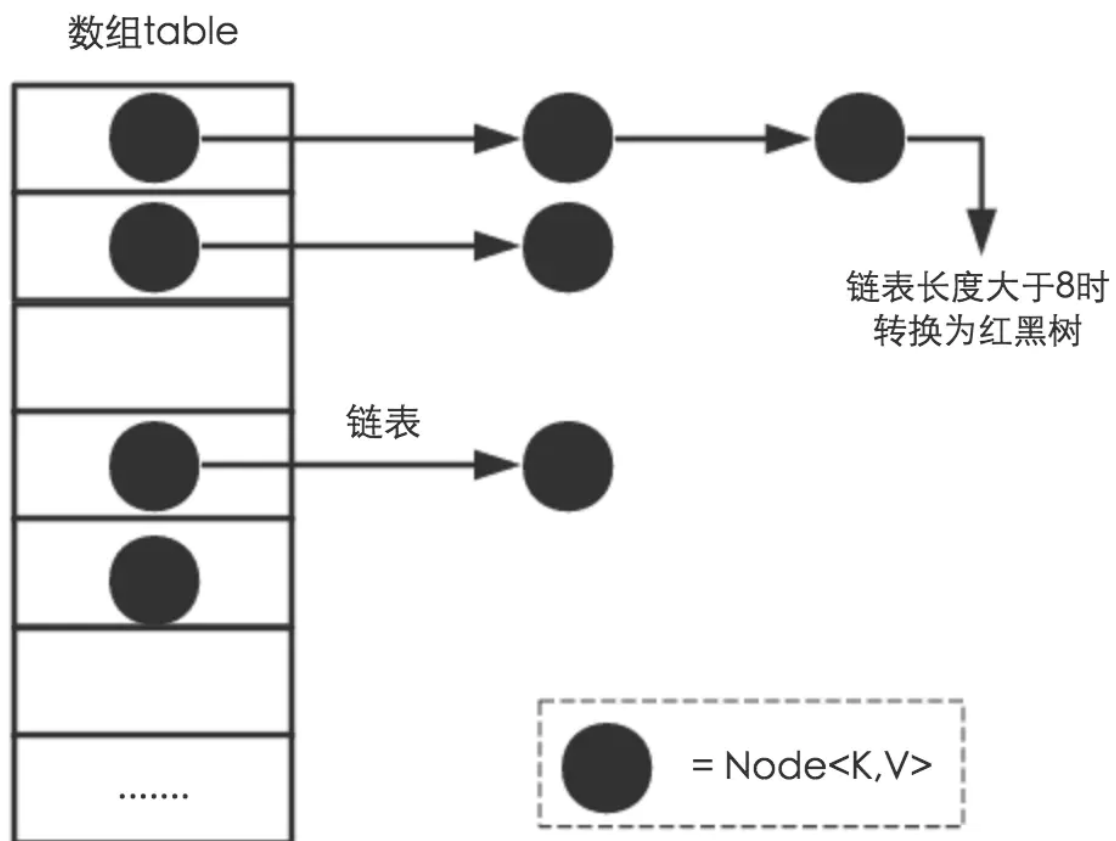 数组table
链表长度大于8时
转换为红黑树
链表
= Node<K,V>
.......